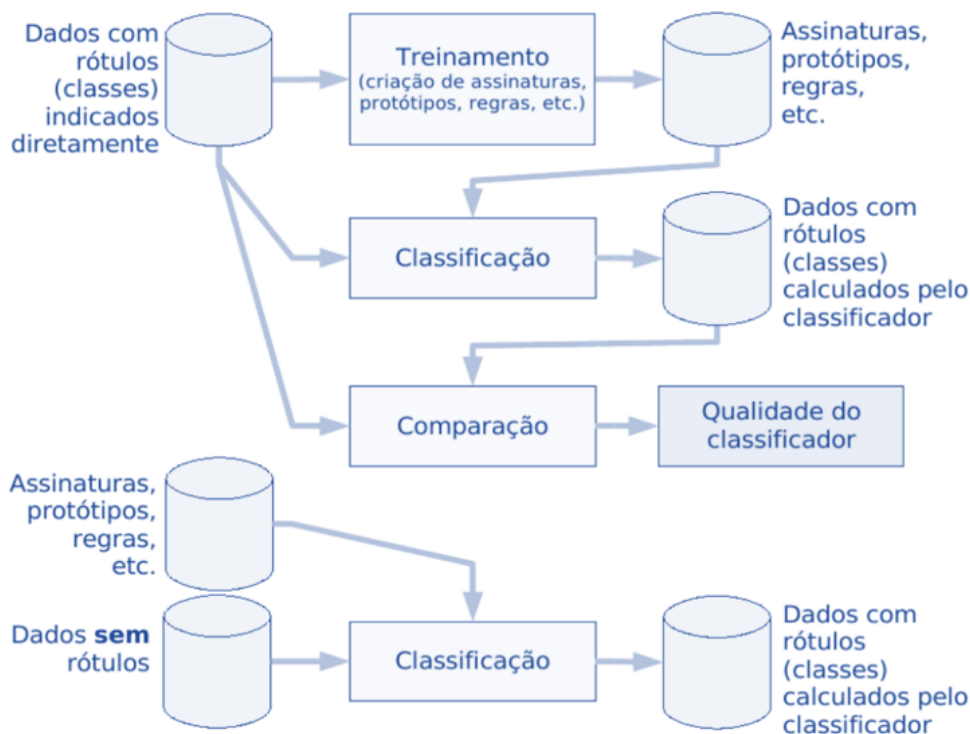 Dados com
rótulos
(classes)
indicados
diretamente
Treinamento
(criação de assinaturas,
protótipos, regras, etc.)
Assinaturas,
protótipos,
regras,
etc.
Classificação
Dados com
rótulos
(classes)
calculados pelo
classificador
Comparação
Qualidade do
classificador
Assinaturas,
protótipos,
regras,
etc.
Dados sem
rótulos
Classificação
Dados com
rótulos
(classes)
calculados pelo
classificador